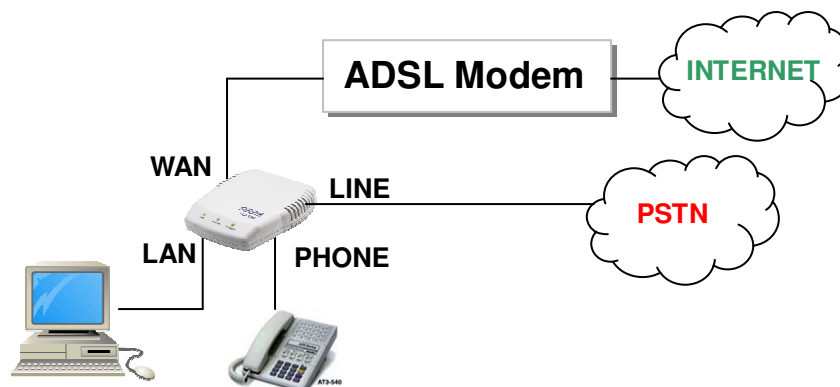 ADSL Modem
INTERNET
WAN
LINE
PSTN
LAN
PHONE
AT3-540